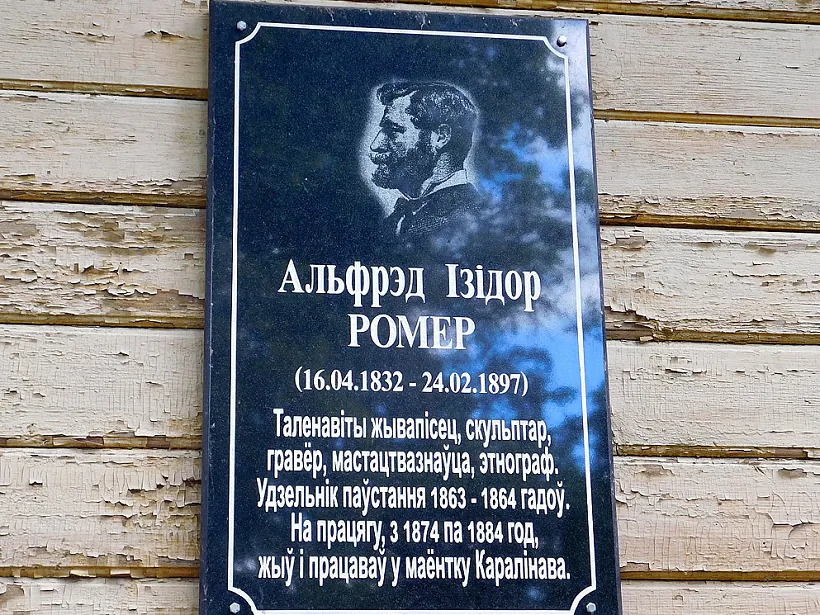 Альфрэд Ізідор
РОМЕР
(16.04.1832 - 24.02.1897)
Таленавіты жывапісец, скульптар,
гравёр, мастацтвазнаўца, этнограф.
Удзельнік паўстання 1863 - 1864 гадоў.
На працягу, з 1874 па 1884 год,
жыў і працаваў у маёнтку Каралінава.